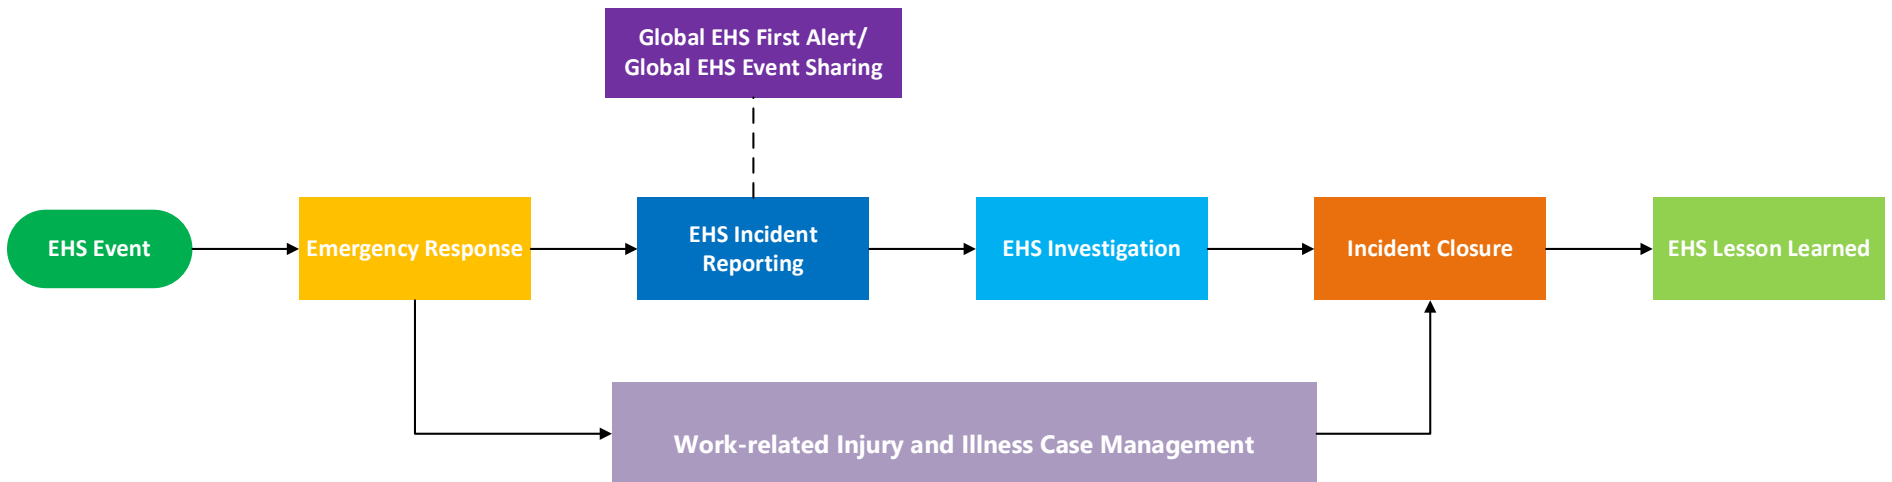 Global EHS First Alert/
Global EHS Event Sharing
EHS Event
Emergency Response
EHS Incident
Reporting
EHS Investigation
Incident Closure
EHS Lesson Learned
Work-related Injury and Illness Case Management